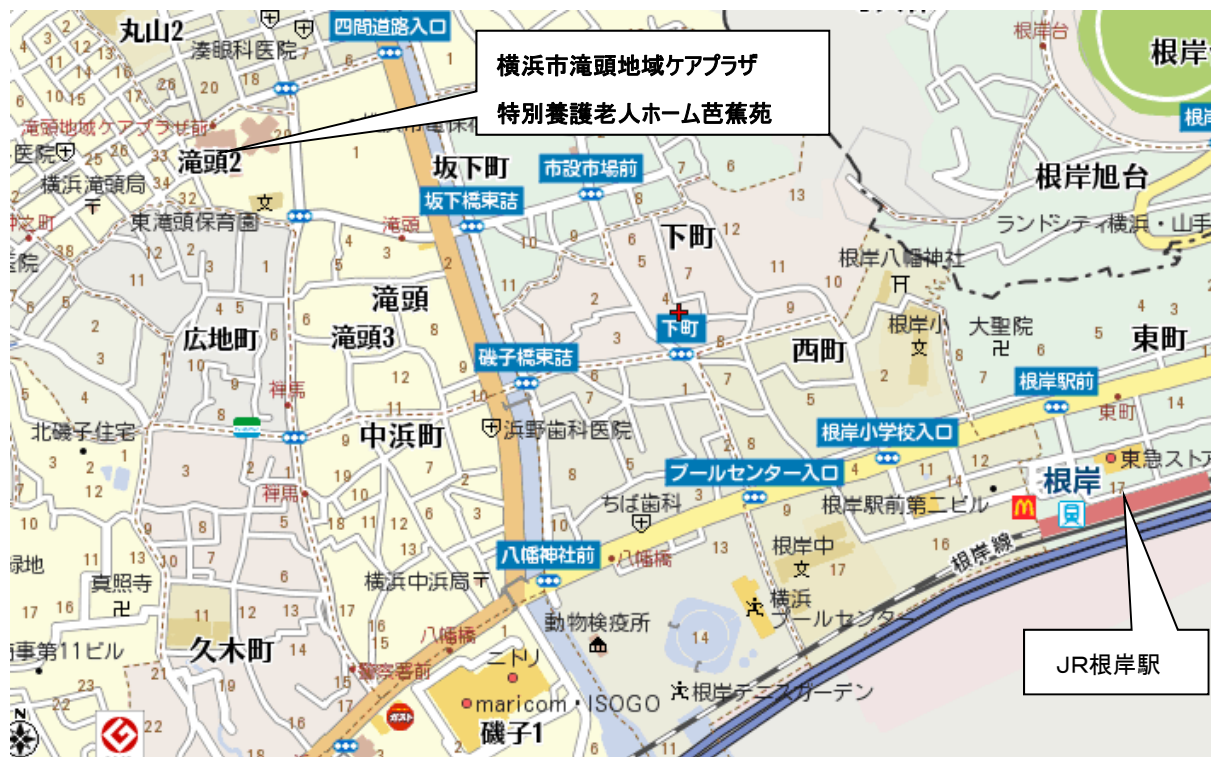 丸山2
四間道路入口
湊眼科医院
根岸台
横浜市滝頭地域ケアプラザ
特別養護老人ホーム芭蕉苑
滝頭地域ケアプラザ前
医院
滝頭2
横浜滝頭局
東滝頭保育園
坂下町
市設市場前
坂下橋東詰
滝頭
根岸旭台
ランドシティ横浜・山手
下町
根岸八幡神社
滝頭
滝頭3
広地町
下町
西町
根岸小
大聖院
東町
磯子橋東詰
禅馬
根岸駅前
東町
北磯子住宅
中浜町
浜野歯科医院
根岸小学校入口
プールセンター入口
東急ストア
根岸
禅馬
ちば歯科
根岸駅前第二ビル
八幡神社前
八幡橋
根岸中
根岸線
緑地
真照寺
横浜中浜局
横浜
プールセンター
動物検疫所
久木町
八幡橋
ニトリ
警察署前
JR根岸駅
事第11ビル
maricom・ISOGO
根岸テニスガーデン
ガスト
磯子1
N